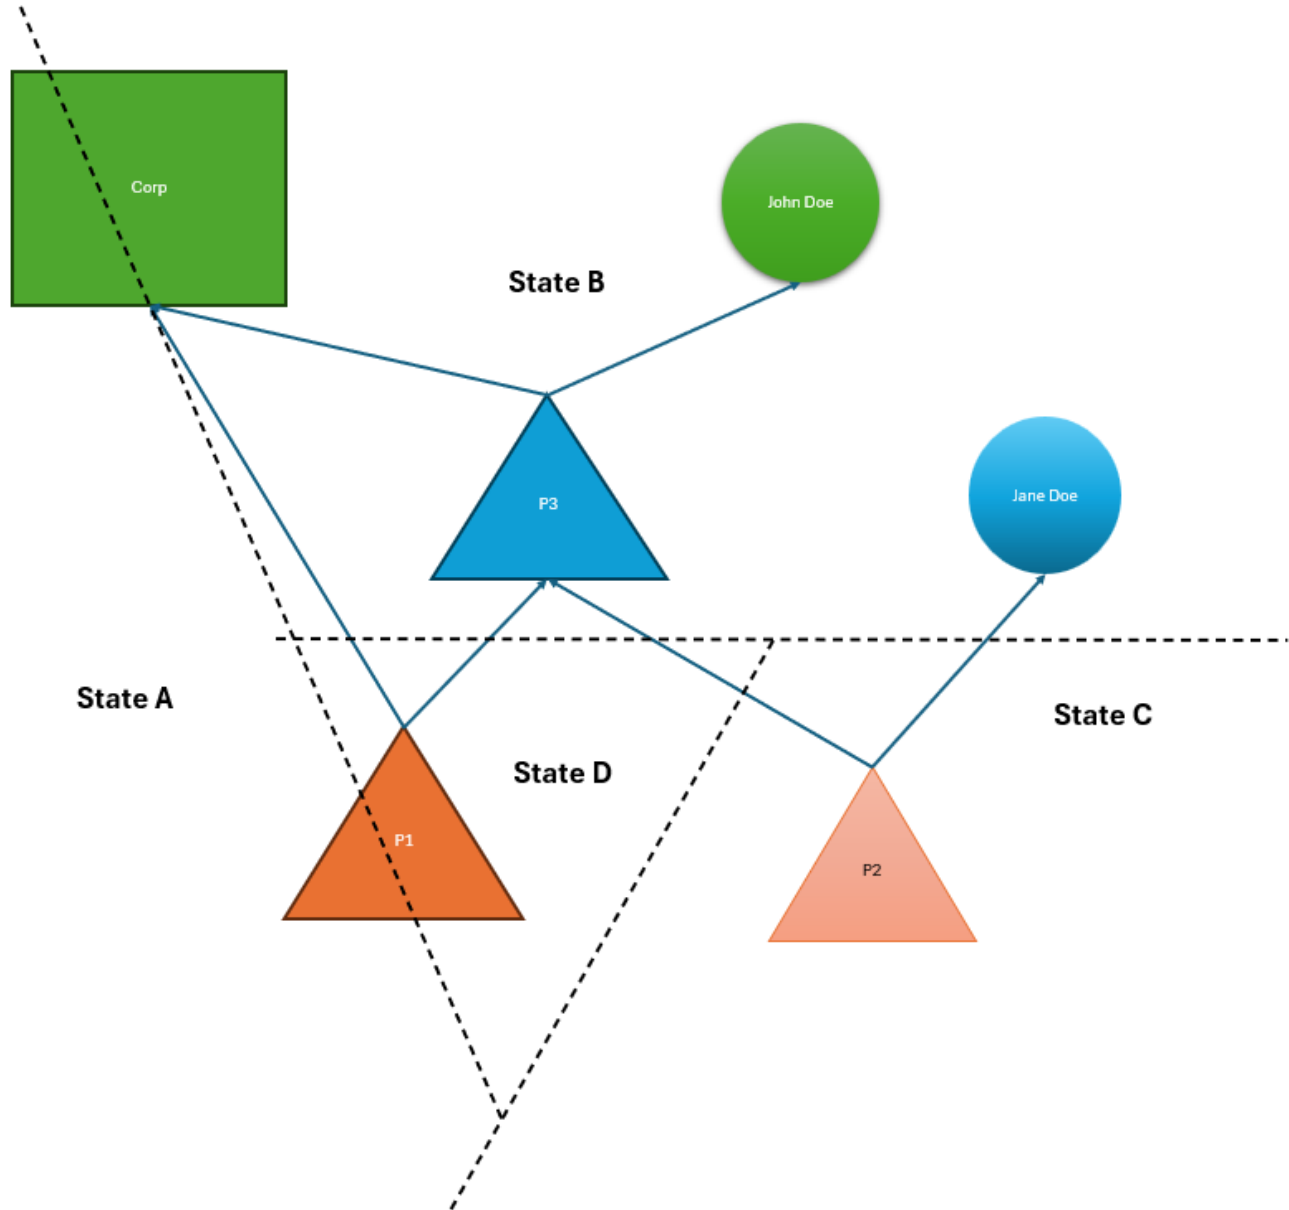 Corp
John Doe
State B
Jane Doe
P3
State A
State C
State D
P1
P2